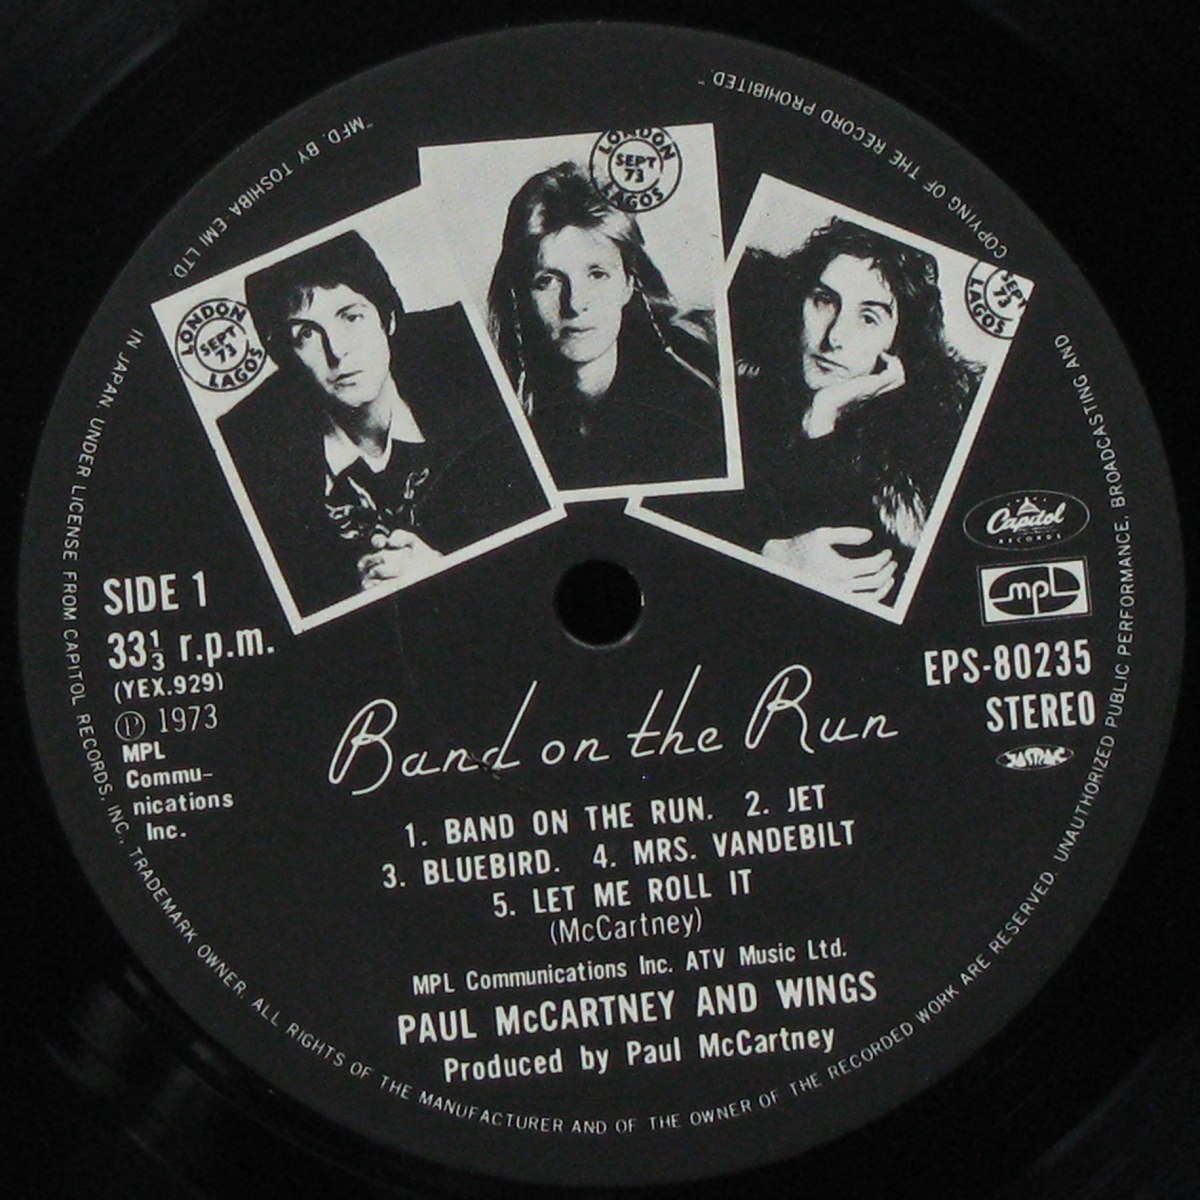 "MFD. BY TOSHIBA EMI LTD
IN JAPAN. UNDER LICENSE FROM CAPITOL RECORDS, INC., TRADEMARK OWNER. ALL RIGHTS OF THE MANUFACTURER AND OF THE OWNER OF THE RECORDED WORK ARE RESERVED. UNAUTHORIZED PUBLIC PERFORMANCE, BROADCASTING AND
COPYING OF THE RECORD PROHIBITED"
LONDON
SEPT
73
LAGOS
LONDON
SEPT
73
LAGOS
SEPT
73
LAGOS
Capitol
RECORDS
mpl
SIDE 1
33⅓ r.p.m.
(YEX.929)
Ⓟ 1973
MPL
Commu-
nications
Inc.
EPS-80235
STEREO
JASRAC
Band on the Run
1. BAND ON THE RUN. 2. JET
3. BLUEBIRD. 4. MRS. VANDEBILT
5. LET ME ROLL IT
(McCartney)
MPL Communications Inc. ATV Music Ltd.
PAUL McCARTNEY AND WINGS
Produced by Paul McCartney